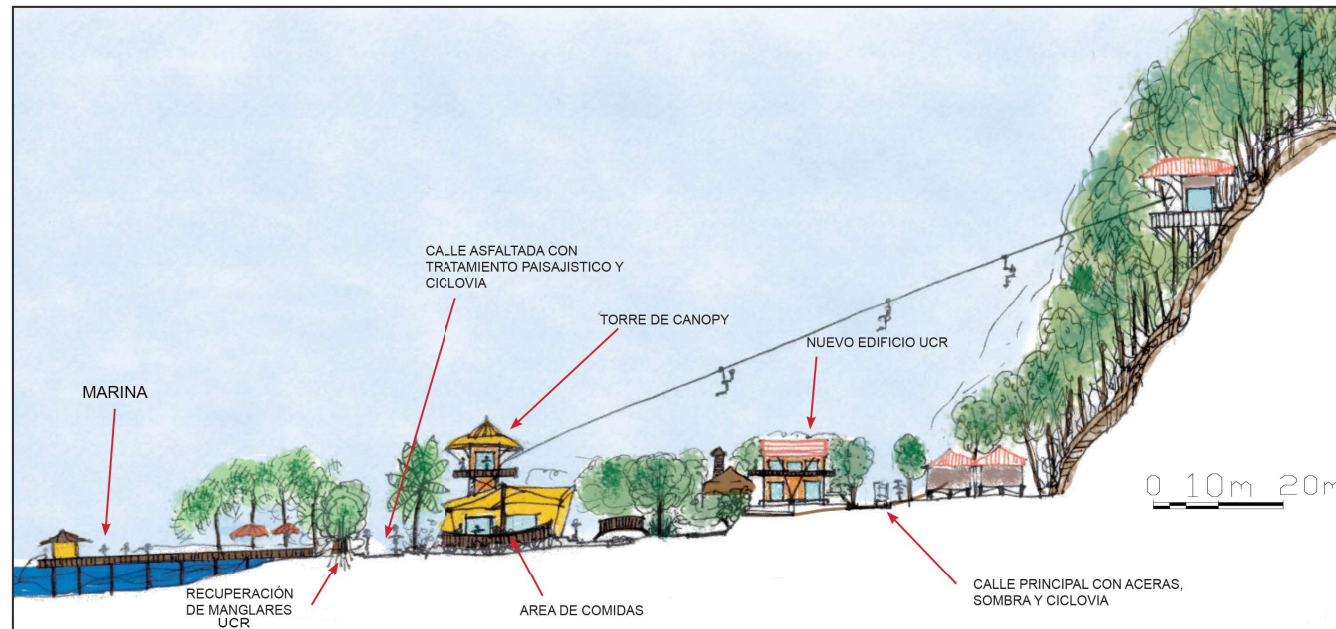 CALLE ASFALTADA CON
TRATAMIENTO PAISAJISTICO Y
CICLOVIA
TORRE DE CANOPY
NUEVO EDIFICIO UCR
MARINA
0 10m 20m
RECUPERACIÓN
DE MANGLARES
UCR
AREA DE COMIDAS
CALLE PRINCIPAL CON ACERAS,
SOMBRA Y CICLOVIA